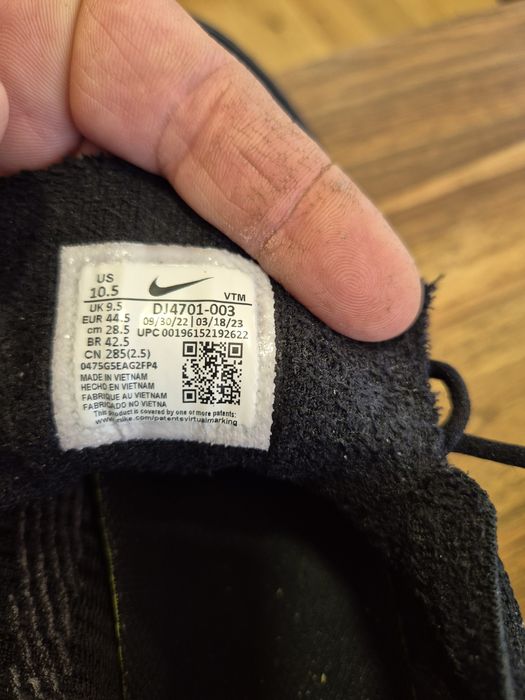 US
10.5
VTM
UK 9.5
DJ4701-003
EUR 44.5
09/30/22 | 03/18/23
cm 28.5
UPC 00196152192622
BR 42.5
CN 285(2.5)
0475G5EAG2FP4
MADE IN VIETNAM
HECHO EN VIETNAM
FABRIQUE AU VIETNAM
FABRICADO NO VIETNA
This product is covered by one or more patents:
www.nike.com/patentsvirtualmarking